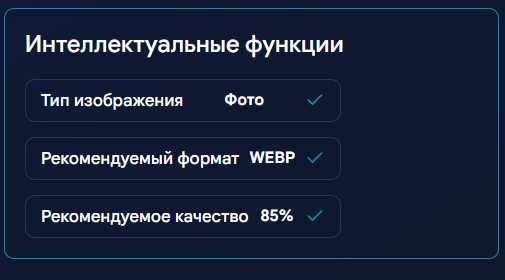 Интеллектуальные функции
Тип изображения Фото
Рекомендуемый формат WEBP
Рекомендуемое качество 85%